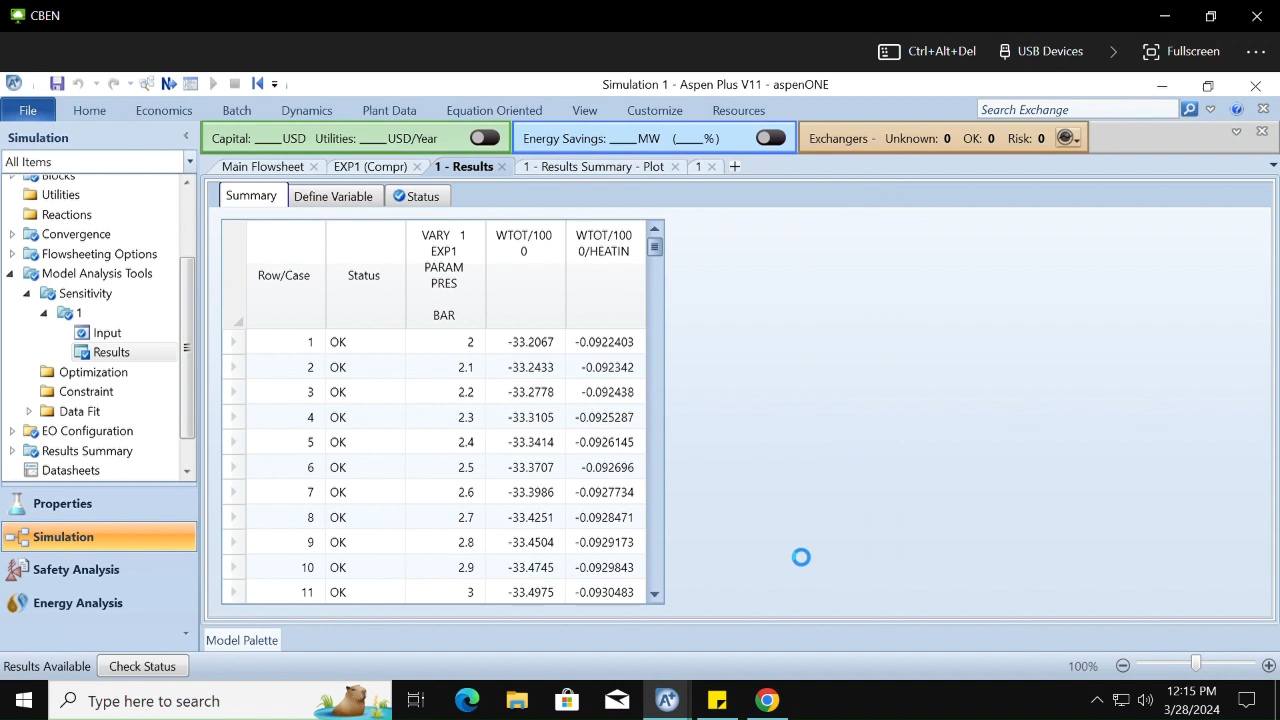 CBEN
Ctrl+Alt+Del USB Devices Fullscreen
Simulation 1 - Aspen Plus V11 - aspenONE
File Home Economics Batch Dynamics Plant Data Equation Oriented View Customize Resources Search Exchange
Simulation Capital: ____USD Utilities: ____USD/Year Energy Savings: ____MW (____%) Exchangers - Unknown: 0 OK: 0 Risk: 0
All Items Main Flowsheet EXP1 (Compr) 1 - Results 1 - Results Summary - Plot 1
Blocks
Utilities
Reactions
Convergence
Flowsheeting Options
Model Analysis Tools
Sensitivity
1
Input
Results
Optimization
Constraint
Data Fit
EO Configuration
Results Summary
Datasheets
Properties
Simulation
Safety Analysis
Energy Analysis
Summary Define Variable Status
Row/Case Status VARY 1 EXP1 PARAM PRES BAR WTOT/1000 WTOT/1000/HEATIN
1 OK 2 -33.2067 -0.0922403
2 OK 2.1 -33.2433 -0.092342
3 OK 2.2 -33.2778 -0.092438
4 OK 2.3 -33.3105 -0.0925287
5 OK 2.4 -33.3414 -0.0926145
6 OK 2.5 -33.3707 -0.092696
7 OK 2.6 -33.3986 -0.0927734
8 OK 2.7 -33.4251 -0.0928471
9 OK 2.8 -33.4504 -0.0929173
10 OK 2.9 -33.4745 -0.0929843
11 OK 3 -33.4975 -0.0930483
Model Palette
Results Available Check Status 100%
Type here to search 12:15 PM
3/28/2024